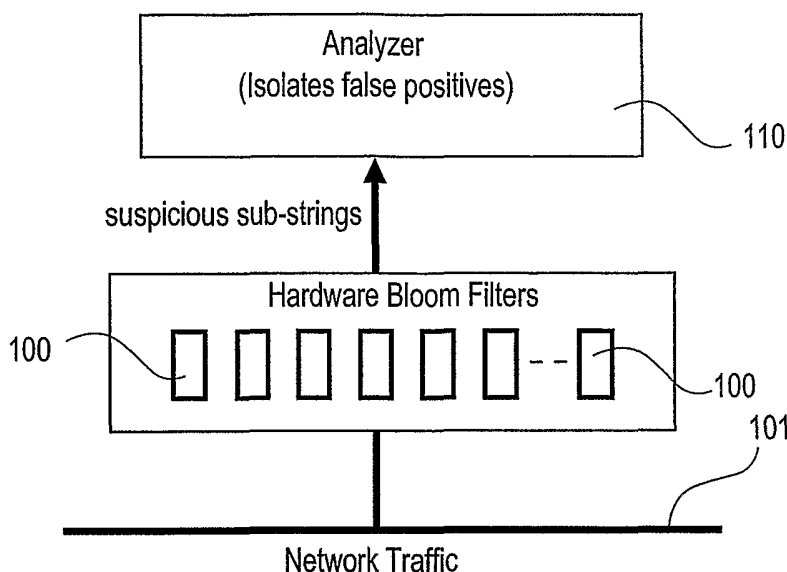 Analyzer
(Isolates false positives)
110
suspicious sub-strings
Hardware Bloom Filters
100
100
101
Network Traffic